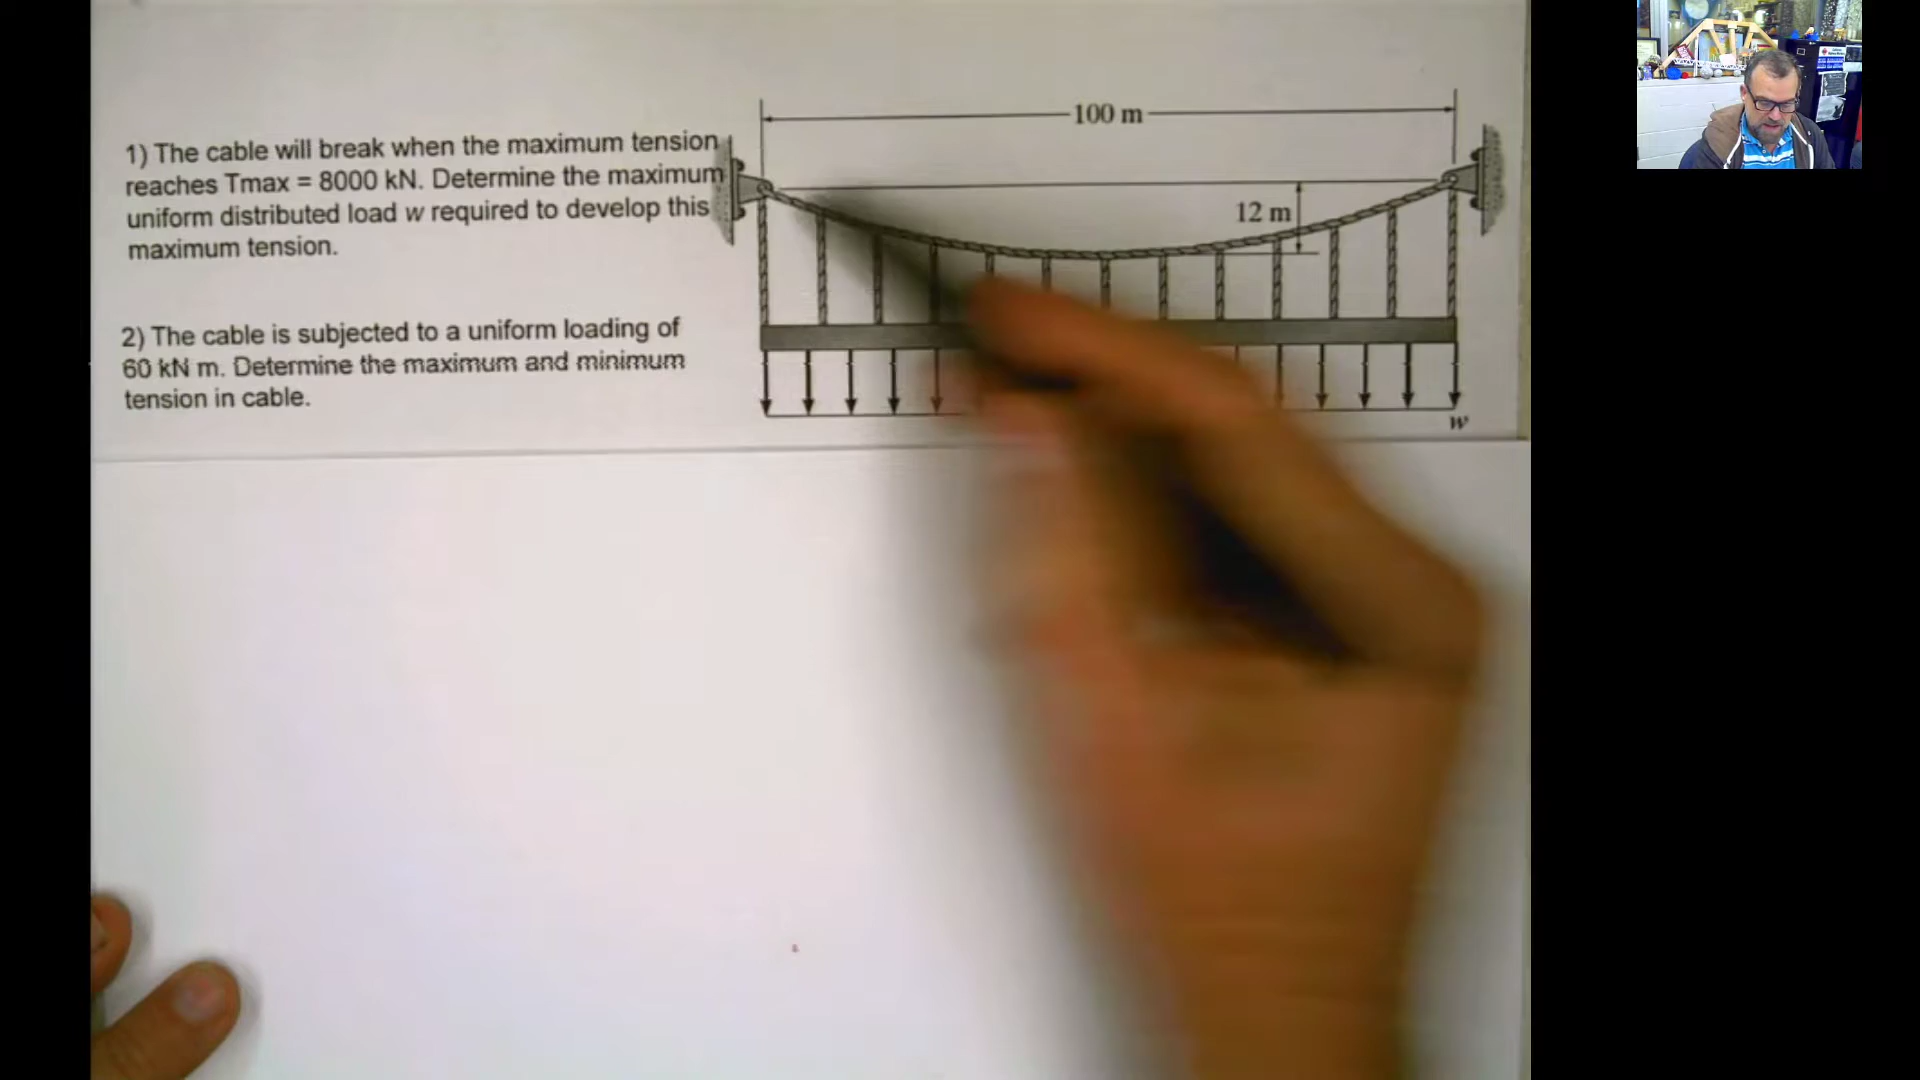 1) The cable will break when the maximum tension
reaches Tmax = 8000 kN. Determine the maximum
uniform distributed load w required to develop this
maximum tension.
2) The cable is subjected to a uniform loading of
60 kN m. Determine the maximum and minimum
tension in cable.
100 m
12 m
w